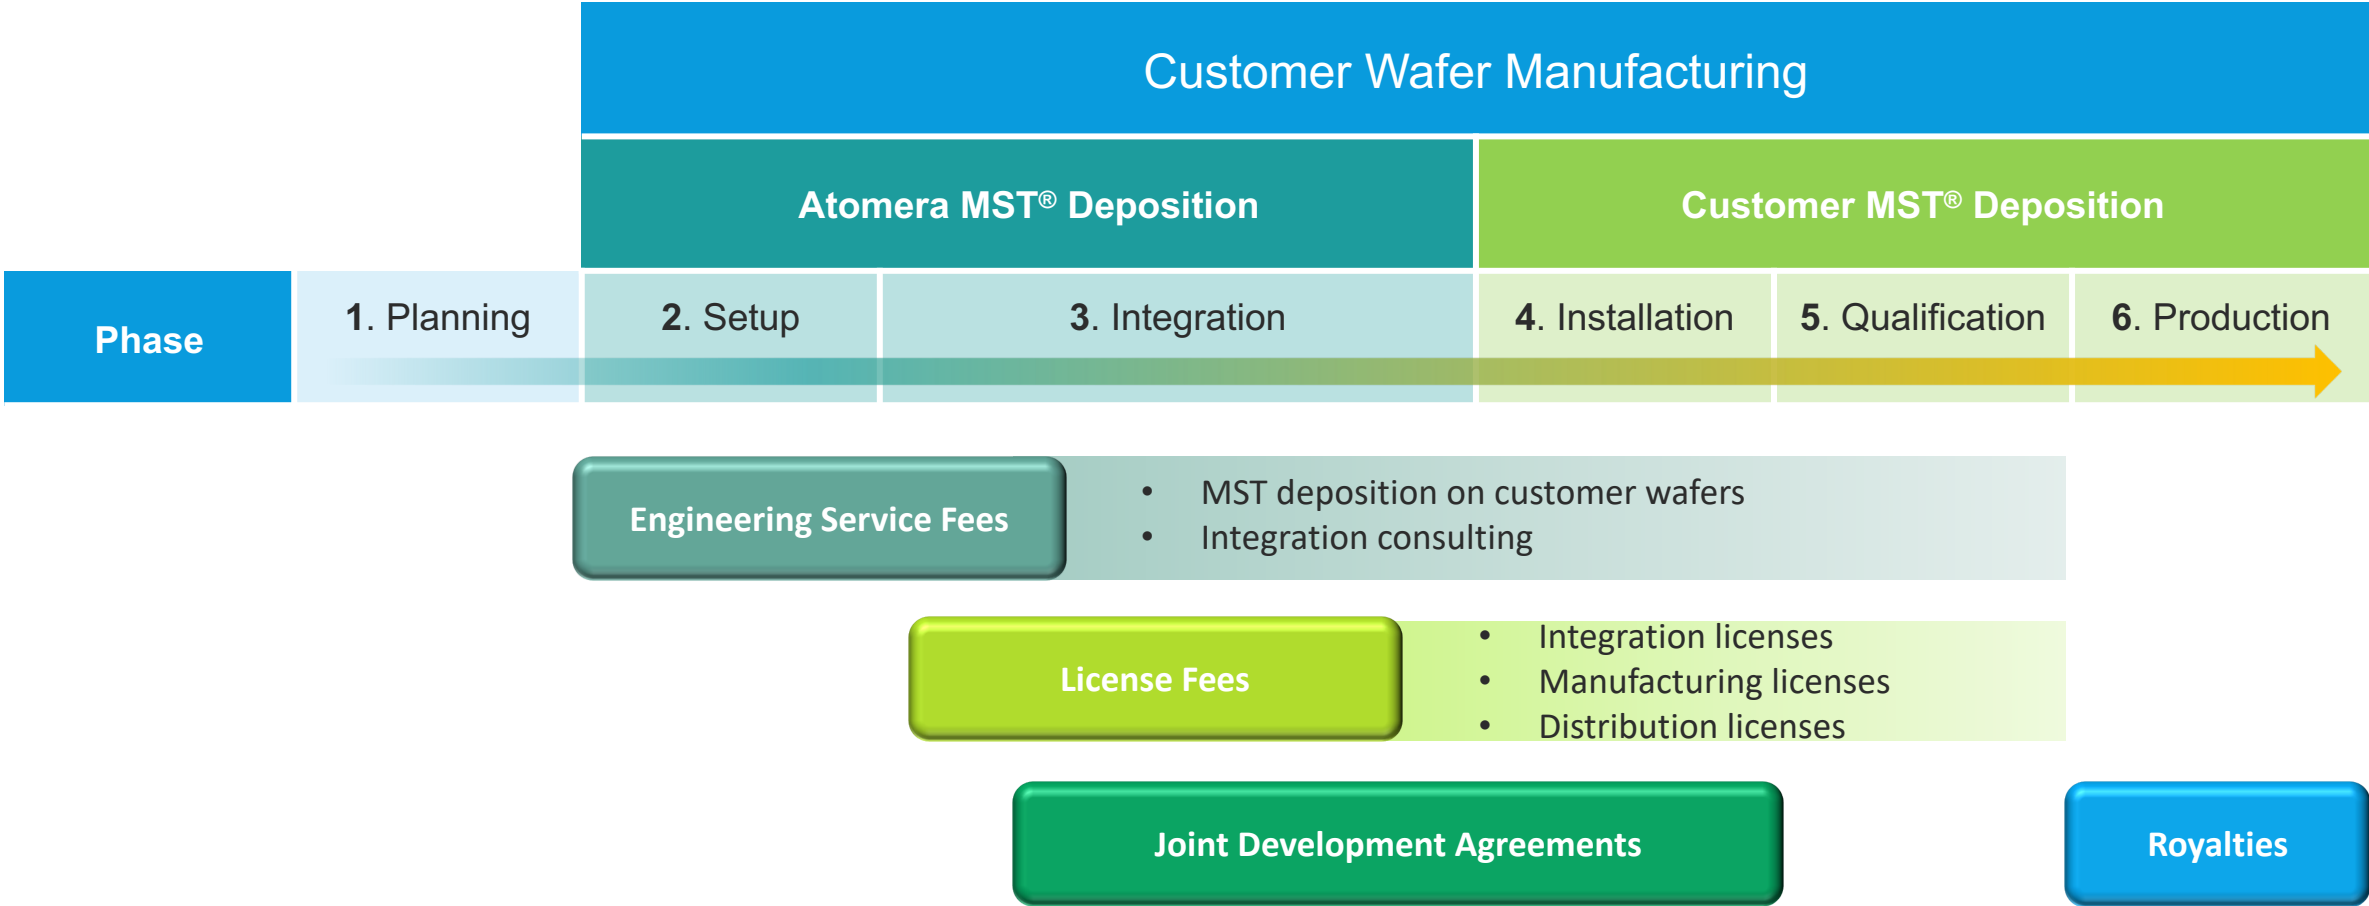 Customer Wafer Manufacturing
Atomera MST® Deposition
Customer MST® Deposition
Phase
1. Planning
2. Setup
3. Integration
4. Installation
5. Qualification
6. Production
Engineering Service Fees
• MST deposition on customer wafers
• Integration consulting
License Fees
• Integration licenses
• Manufacturing licenses
• Distribution licenses
Joint Development Agreements
Royalties